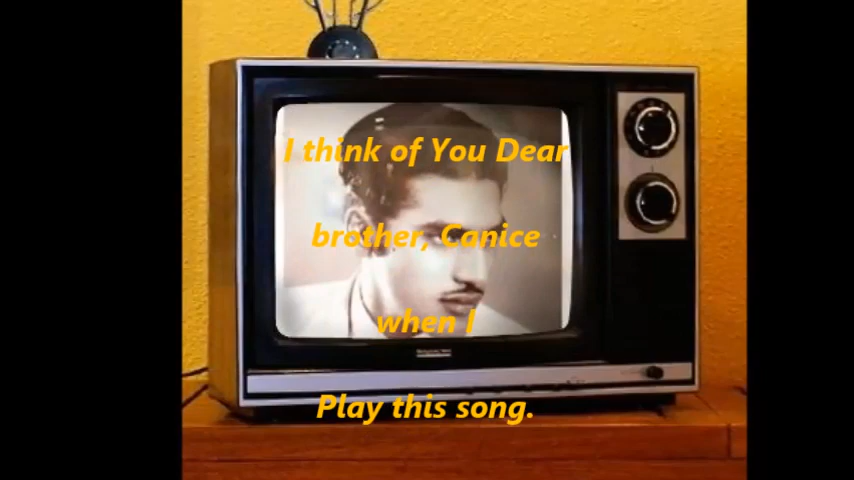 I think of You Dear
brother, Canice
when I
Play this song.